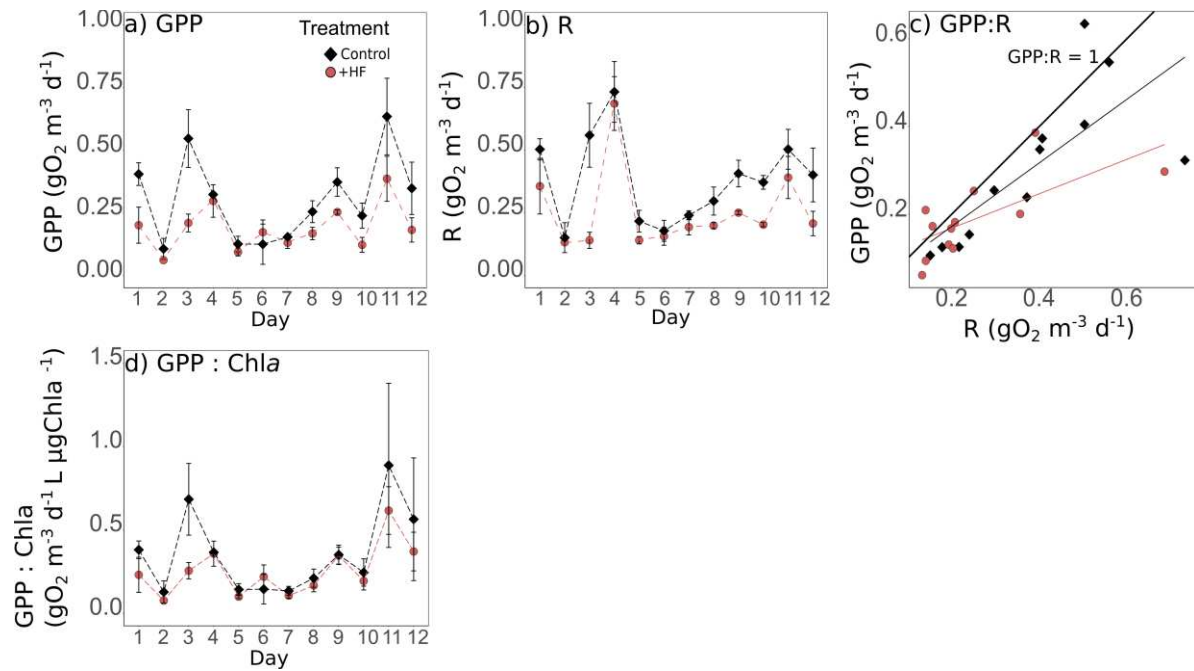 a) GPP
Treatment
Control
+HF
1.00
0.75
0.50
0.25
0.00
GPP (gO₂ m⁻³ d⁻¹)
1 2 3 4 5 6 7 8 9 10 11 12
Day
b) R
1.00
0.75
0.50
0.25
0.00
R (gO₂ m⁻³ d⁻¹)
1 2 3 4 5 6 7 8 9 10 11 12
Day
c) GPP:R
GPP:R = 1
0.6
0.4
0.2
GPP (gO₂ m⁻³ d⁻¹)
0.2 0.4 0.6
R (gO₂ m⁻³ d⁻¹)
d) GPP : Chla
1.5
1.0
0.5
0.0
GPP : Chla
(gO₂ m⁻³ d⁻¹ L µgChla ⁻¹)
1 2 3 4 5 6 7 8 9 10 11 12
Day